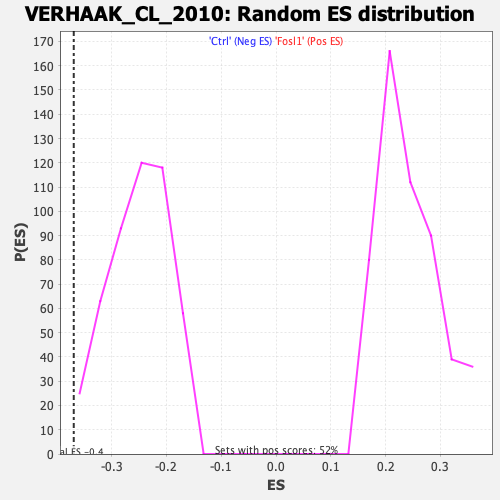 VERHAAK_CL_2010: Random ES distribution
'Ctrl' (Neg ES) 'Fosl1' (Pos ES)
170
160
150
140
130
120
110
100
90
80
70
60
50
40
30
20
10
0
P(ES)
al ES -0.4
Sets with pos scores: 52%
-0.3 -0.2 -0.1 0.0 0.1 0.2 0.3
ES